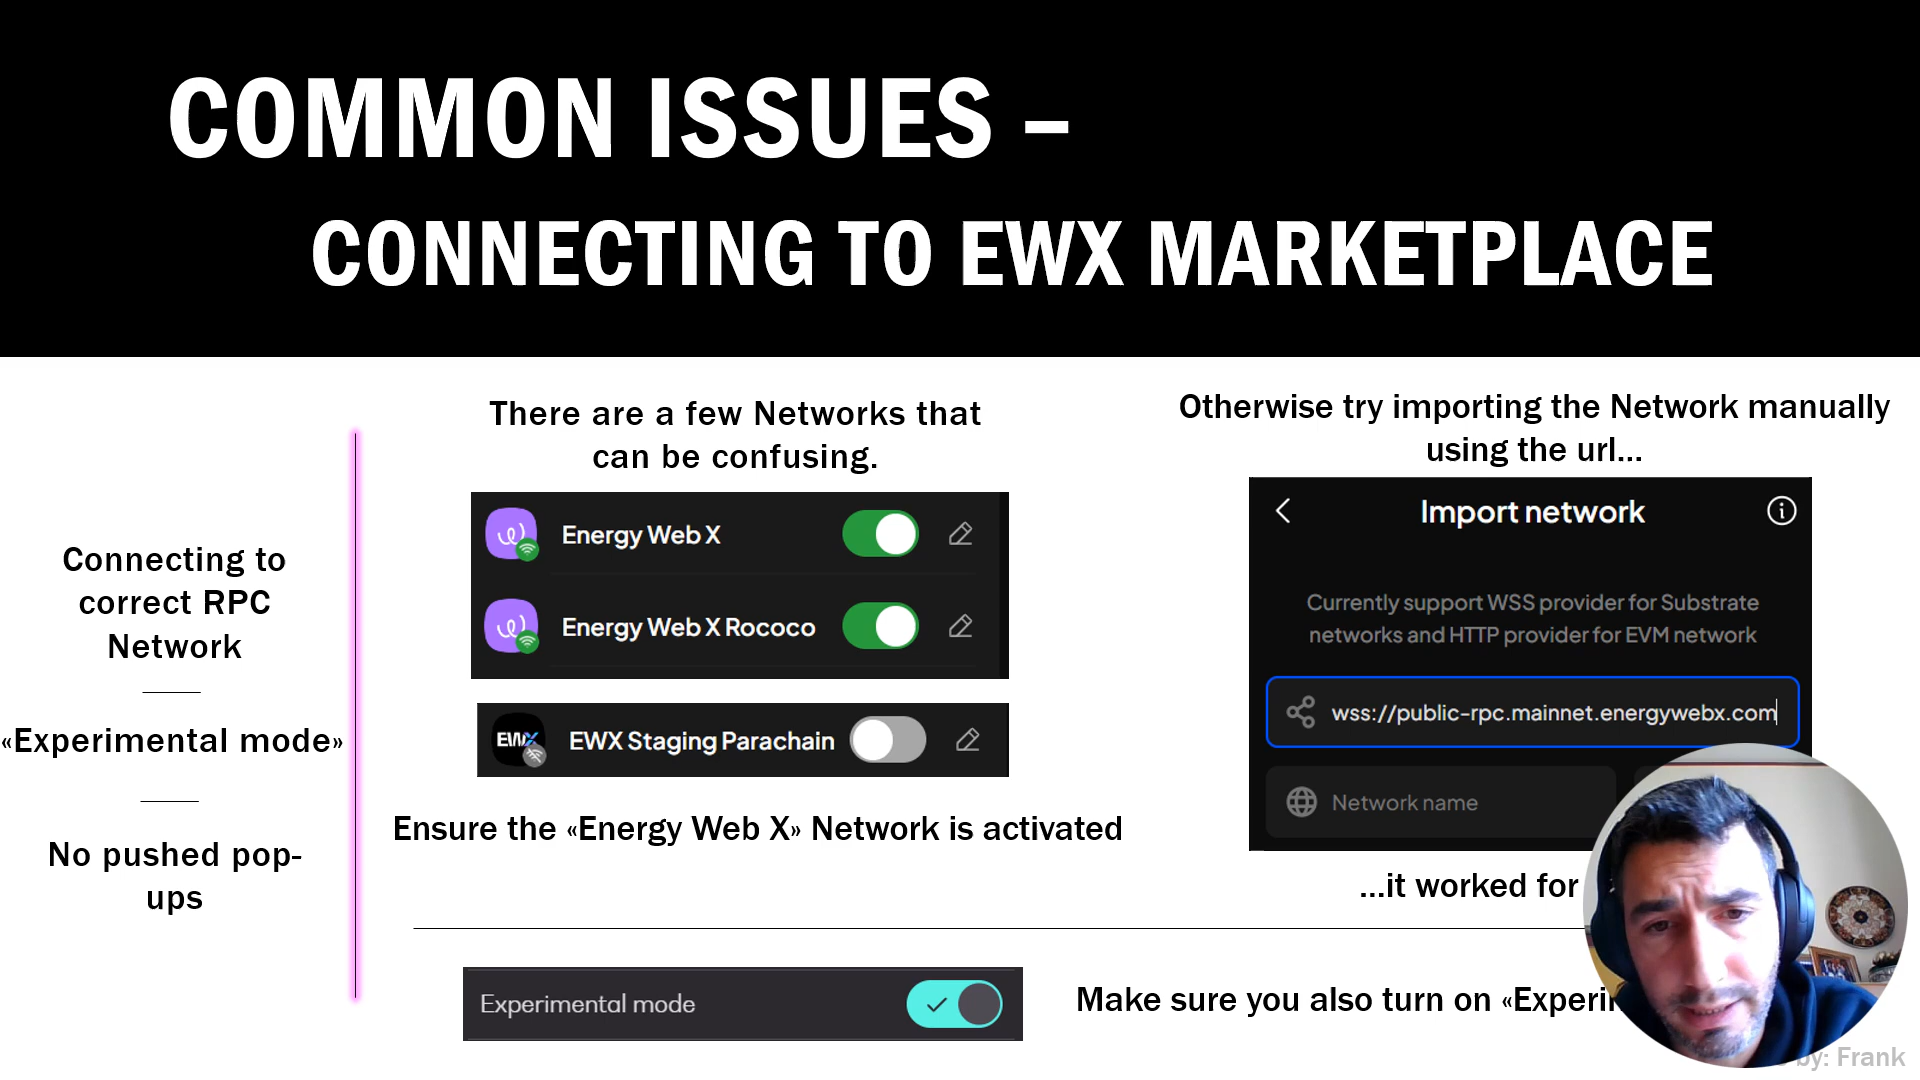 COMMON ISSUES –
CONNECTING TO EWX MARKETPLACE
Connecting to
correct RPC
Network
«Experimental mode»
No pushed pop-
ups
There are a few Networks that
can be confusing.
Energy Web X
Energy Web X Rococo
EWX
EWX Staging Parachain
Ensure the «Energy Web X» Network is activated
Otherwise try importing the Network manually
using the url...
Import network
Currently support WSS provider for Substrate
networks and HTTP provider for EVM network
wss://public-rpc.mainnet.energywebx.com
Network name
...it worked for
Experimental mode
Make sure you also turn on
by: Frank